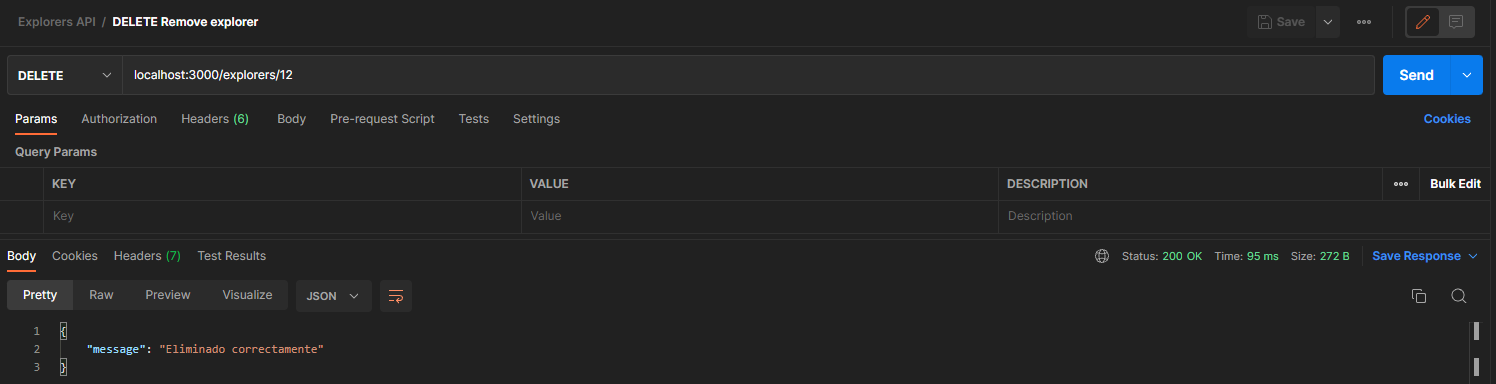 Explorers API / DELETE Remove explorer
Save
DELETE localhost:3000/explorers/12 Send
Params Authorization Headers (6) Body Pre-request Script Tests Settings Cookies
Query Params
KEY VALUE DESCRIPTION Bulk Edit
Key Value Description
Body Cookies Headers (7) Test Results Status: 200 OK Time: 95 ms Size: 272 B Save Response
Pretty Raw Preview Visualize JSON
1 {
2 "message": "Eliminado correctamente"
3 }